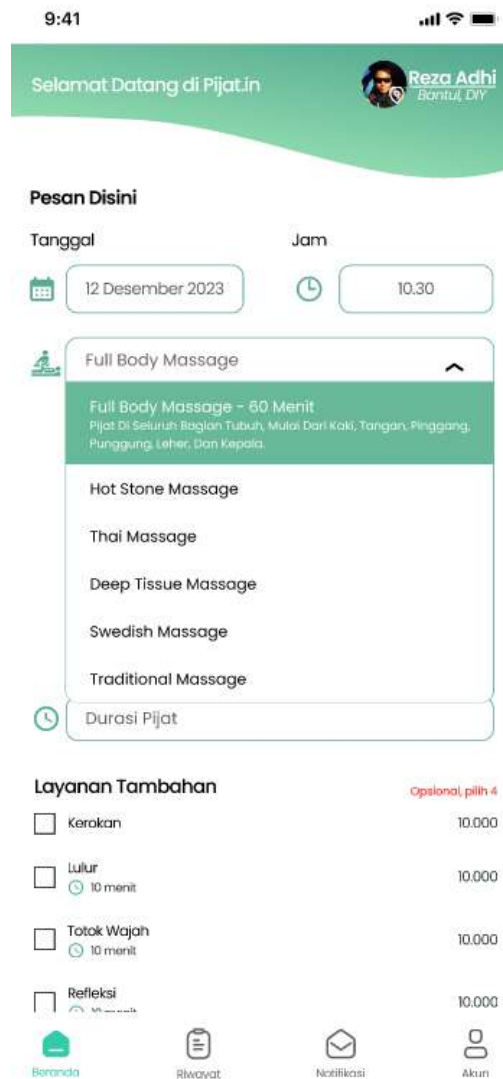 9:41
Selamat Datang di Pijat.in
Reza Adhi
Bantul, DIY
Pesan Disini
Tanggal
Jam
12 Desember 2023
10.30
Full Body Massage
Full Body Massage - 60 Menit
Pijat Di Seluruh Bagian Tubuh, Mulai Dari Kaki, Tangan, Pinggang,
Punggung, Leher, Dan Kepala.
Hot Stone Massage
Thai Massage
Deep Tissue Massage
Swedish Massage
Traditional Massage
Durasi Pijat
Layanan Tambahan
Opsional, pilih 4
Kerokan
10.000
Lulur
10 menit
10.000
Totok Wajah
10 menit
10.000
Refleksi
10 menit
10.000
Beranda
Riwayat
Notifikasi
Akun